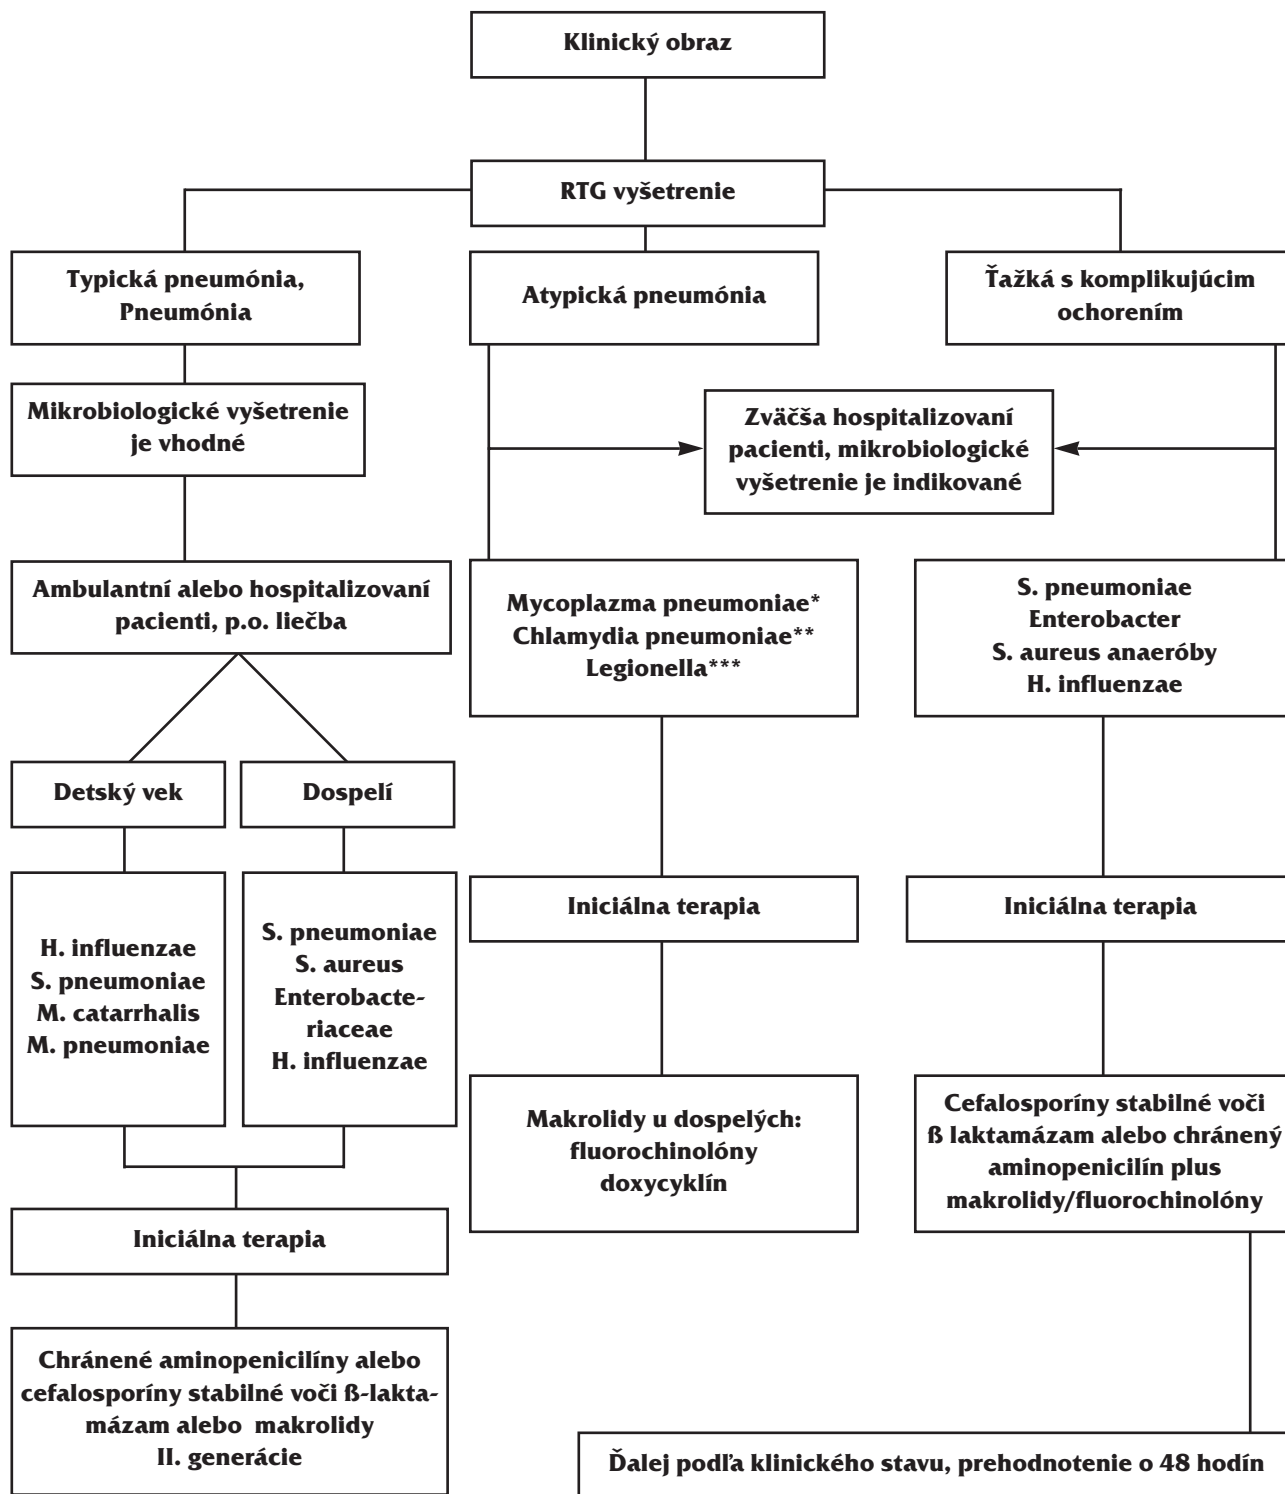 Klinický obraz
RTG vyšetrenie
Typická pneumónia,
Pneumónia
Atypická pneumónia
Ťažká s komplikujúcim
ochorením
Mikrobiologické vyšetrenie
je vhodné
Zväčša hospitalizovaní
pacienti, mikrobiologické
vyšetrenie je indikované
Ambulantní alebo hospitalizovaní
pacienti, p.o. liečba
Mycoplazma pneumoniae*
Chlamydia pneumoniae**
Legionella***
S. pneumoniae
Enterobacter
S. aureus anaeróby
H. influenzae
Detský vek
Dospelí
H. influenzae
S. pneumoniae
M. catarrhalis
M. pneumoniae
S. pneumoniae
S. aureus
Enterobacte-
riaceae
H. influenzae
Iniciálna terapia
Iniciálna terapia
Makrolidy u dospelých:
fluorochinolóny
doxycyklín
Cefalosporíny stabilné voči
ß laktamázam alebo chránený
aminopenicilín plus
makrolidy/fluorochinolóny
Iniciálna terapia
Chránené aminopenicilíny alebo
cefalosporíny stabilné voči ß-lakta-
mázam alebo makrolidy
II. generácie
Ďalej podľa klinického stavu, prehodnotenie o 48 hodín